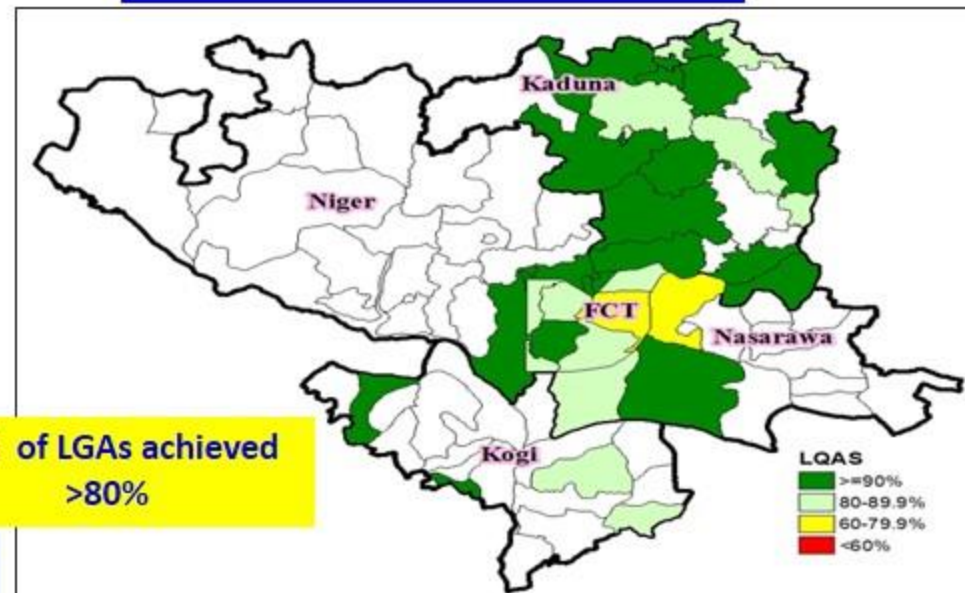 Kaduna
Niger
FCT
Nasarawa
of LGAs achieved
>80%
Kogi
LQAS
>=90%
80-89.9%
60-79.9%
<60%